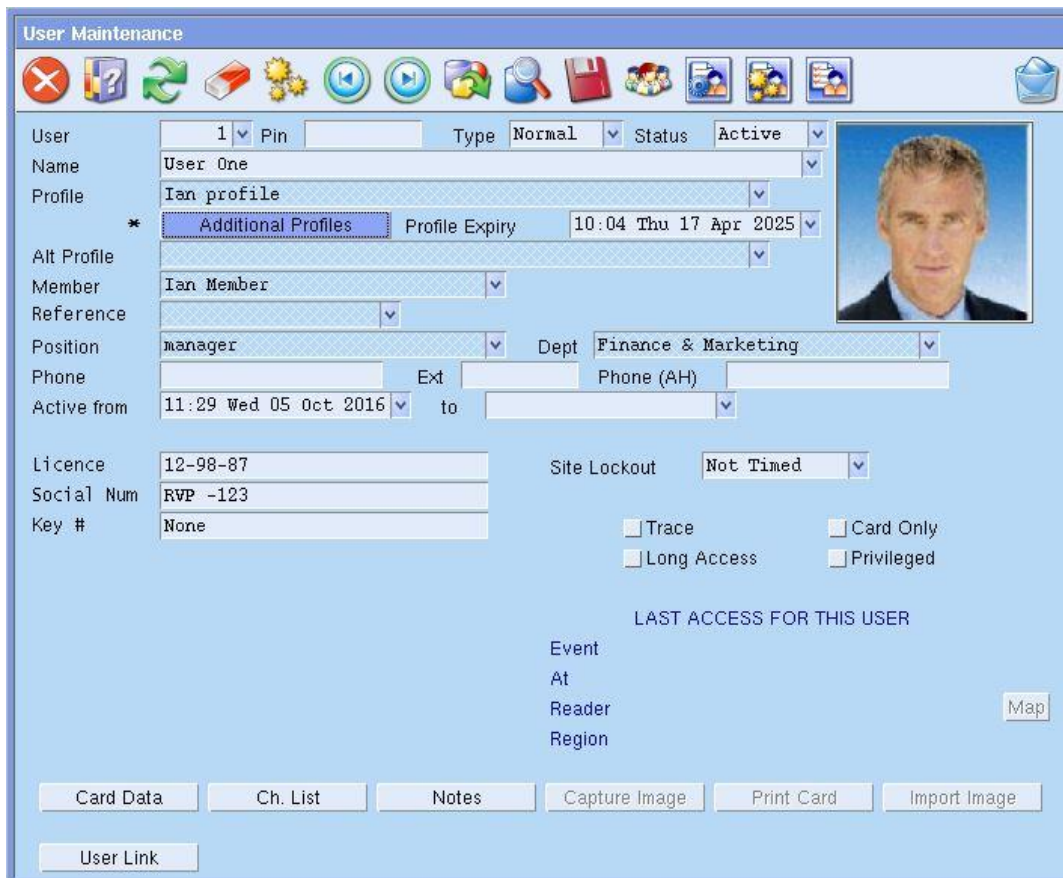 User Maintenance
User 1 Pin Type Normal Status Active
Name User One
Profile Ian profile
* Additional Profiles Profile Expiry 10:04 Thu 17 Apr 2025
Alt Profile
Member Ian Member
Reference
Position manager Dept Finance & Marketing
Phone Ext Phone (AH)
Active from 11:29 Wed 05 Oct 2016 to
Licence 12-98-87 Site Lockout Not Timed
Social Num RVP -123
Key # None
Trace Card Only
Long Access Privileged
LAST ACCESS FOR THIS USER
Event
At
Reader Map
Region
Card Data Ch. List Notes Capture Image Print Card Import Image
User Link